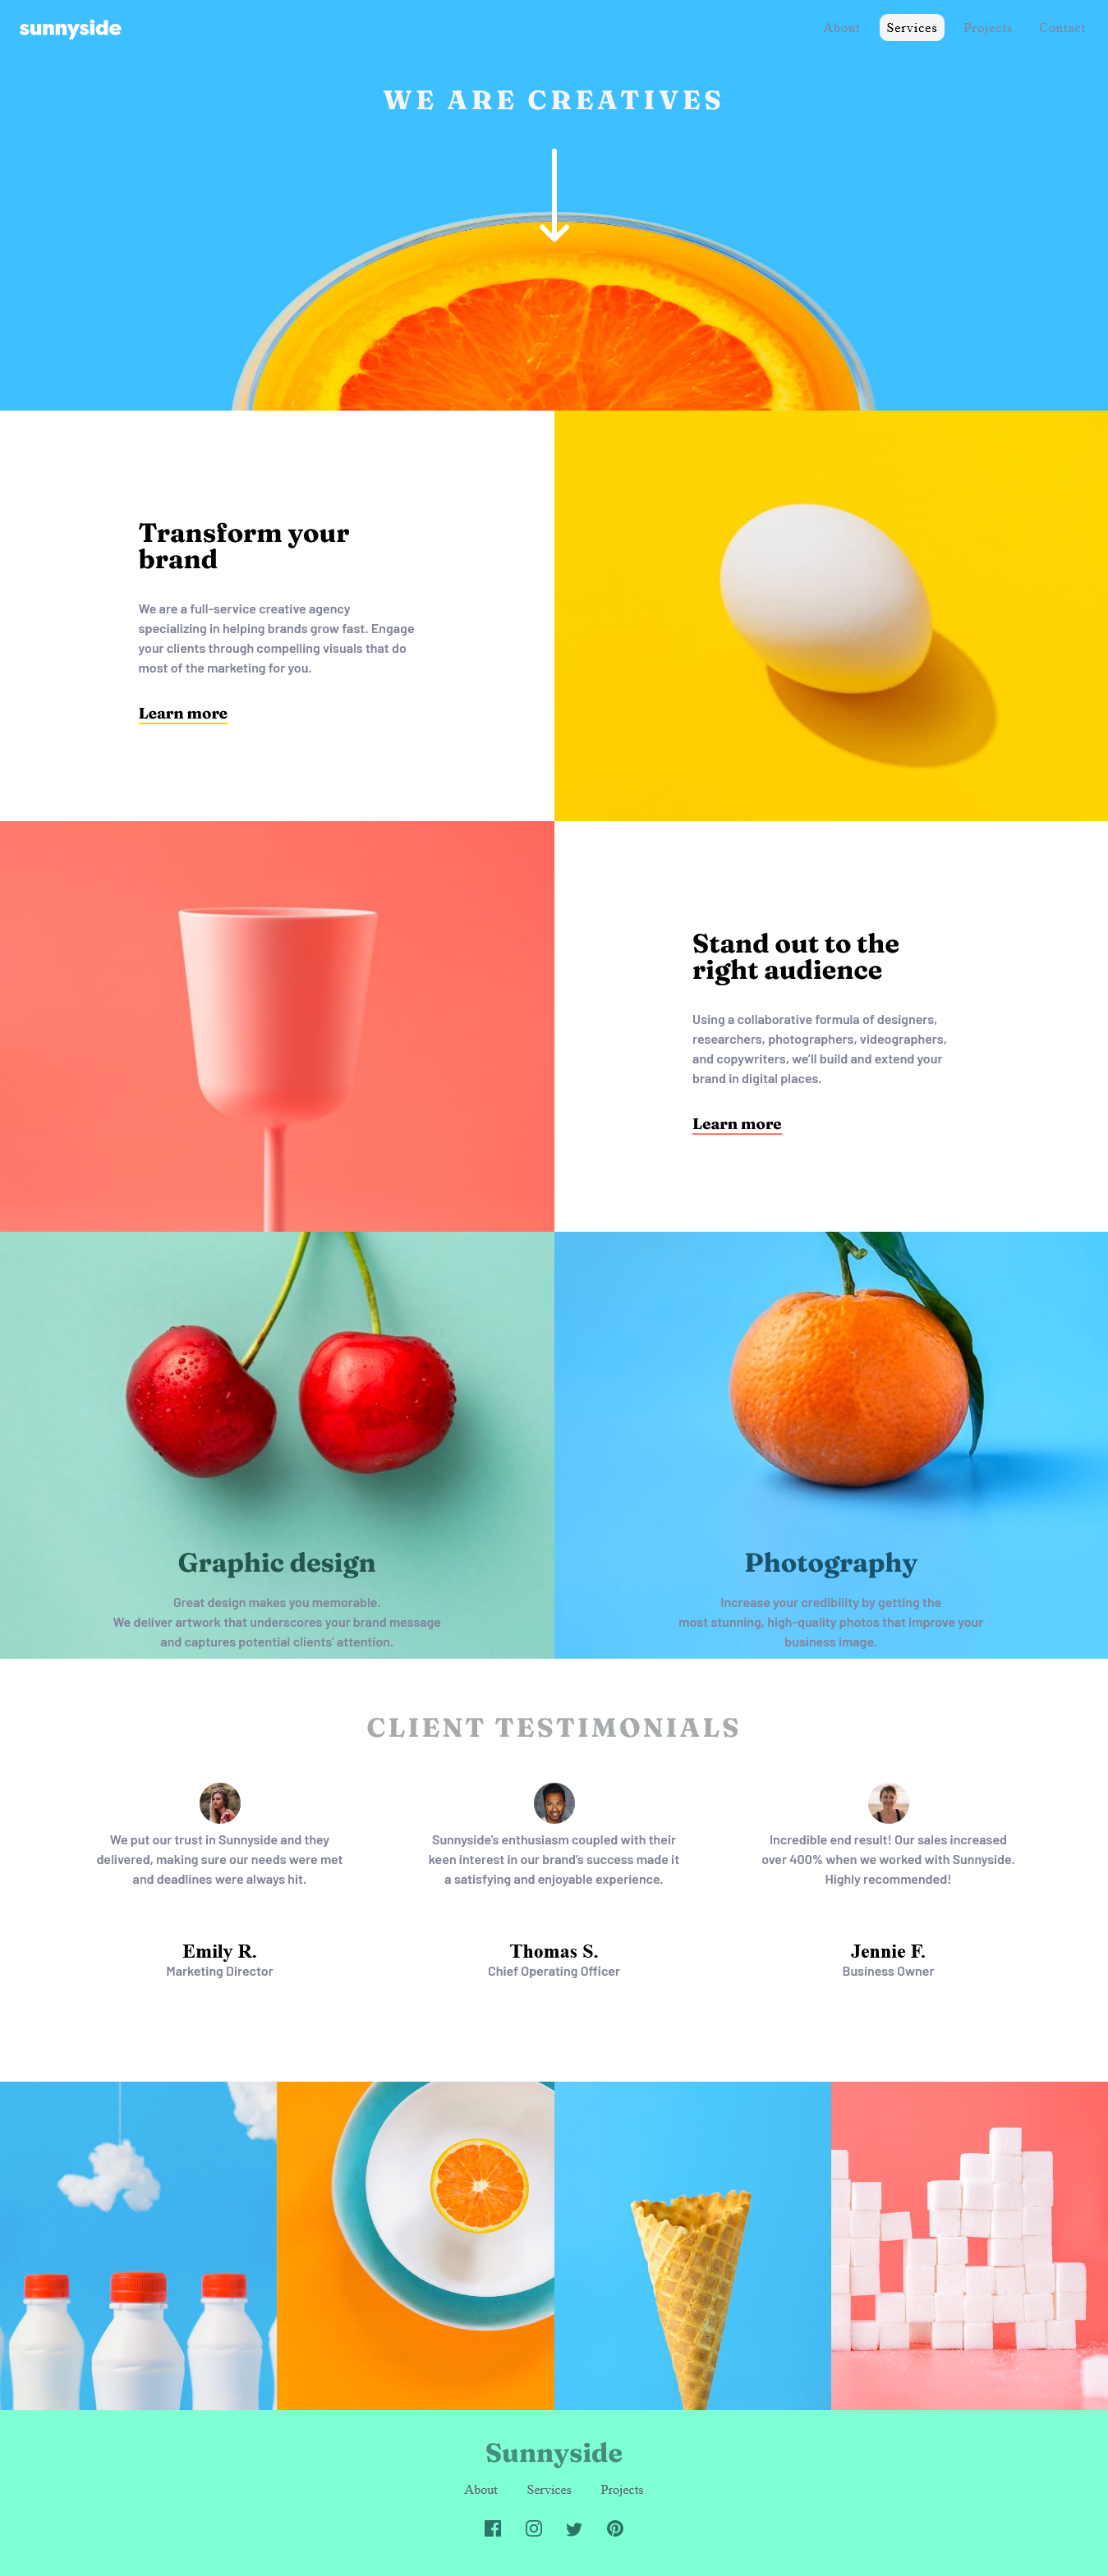 sunnyside
About Services Projects Contact
WE ARE CREATIVES
Transform your
brand
We are a full-service creative agency
specializing in helping brands grow fast. Engage
your clients through compelling visuals that do
most of the marketing for you.
Learn more
Stand out to the
right audience
Using a collaborative formula of designers,
researchers, photographers, videographers,
and copywriters, we'll build and extend your
brand in digital places.
Learn more
Graphic design
Great design makes you memorable.
We deliver artwork that underscores your brand message
and captures potential clients' attention.
Photography
Increase your credibility by getting the
most stunning, high-quality photos that improve your
business image.
CLIENT TESTIMONIALS
We put our trust in Sunnyside and they
delivered, making sure our needs were met
and deadlines were always hit.
Emily R.
Marketing Director
Sunnyside's enthusiasm coupled with their
keen interest in our brand's success made it
a satisfying and enjoyable experience.
Thomas S.
Chief Operating Officer
Incredible end result! Our sales increased
over 400% when we worked with Sunnyside.
Highly recommended!
Jennie F.
Business Owner
Sunnyside
About Services Projects